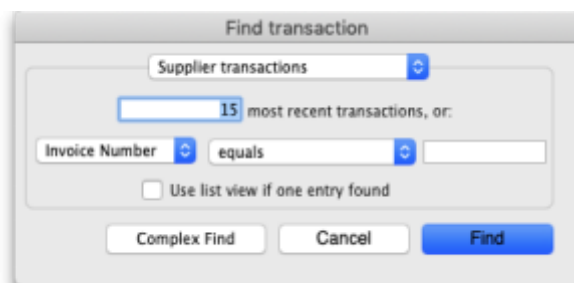 Find transaction
Supplier transactions
15 most recent transactions, or:
Invoice Number equals
Use list view if one entry found
Complex Find Cancel Find